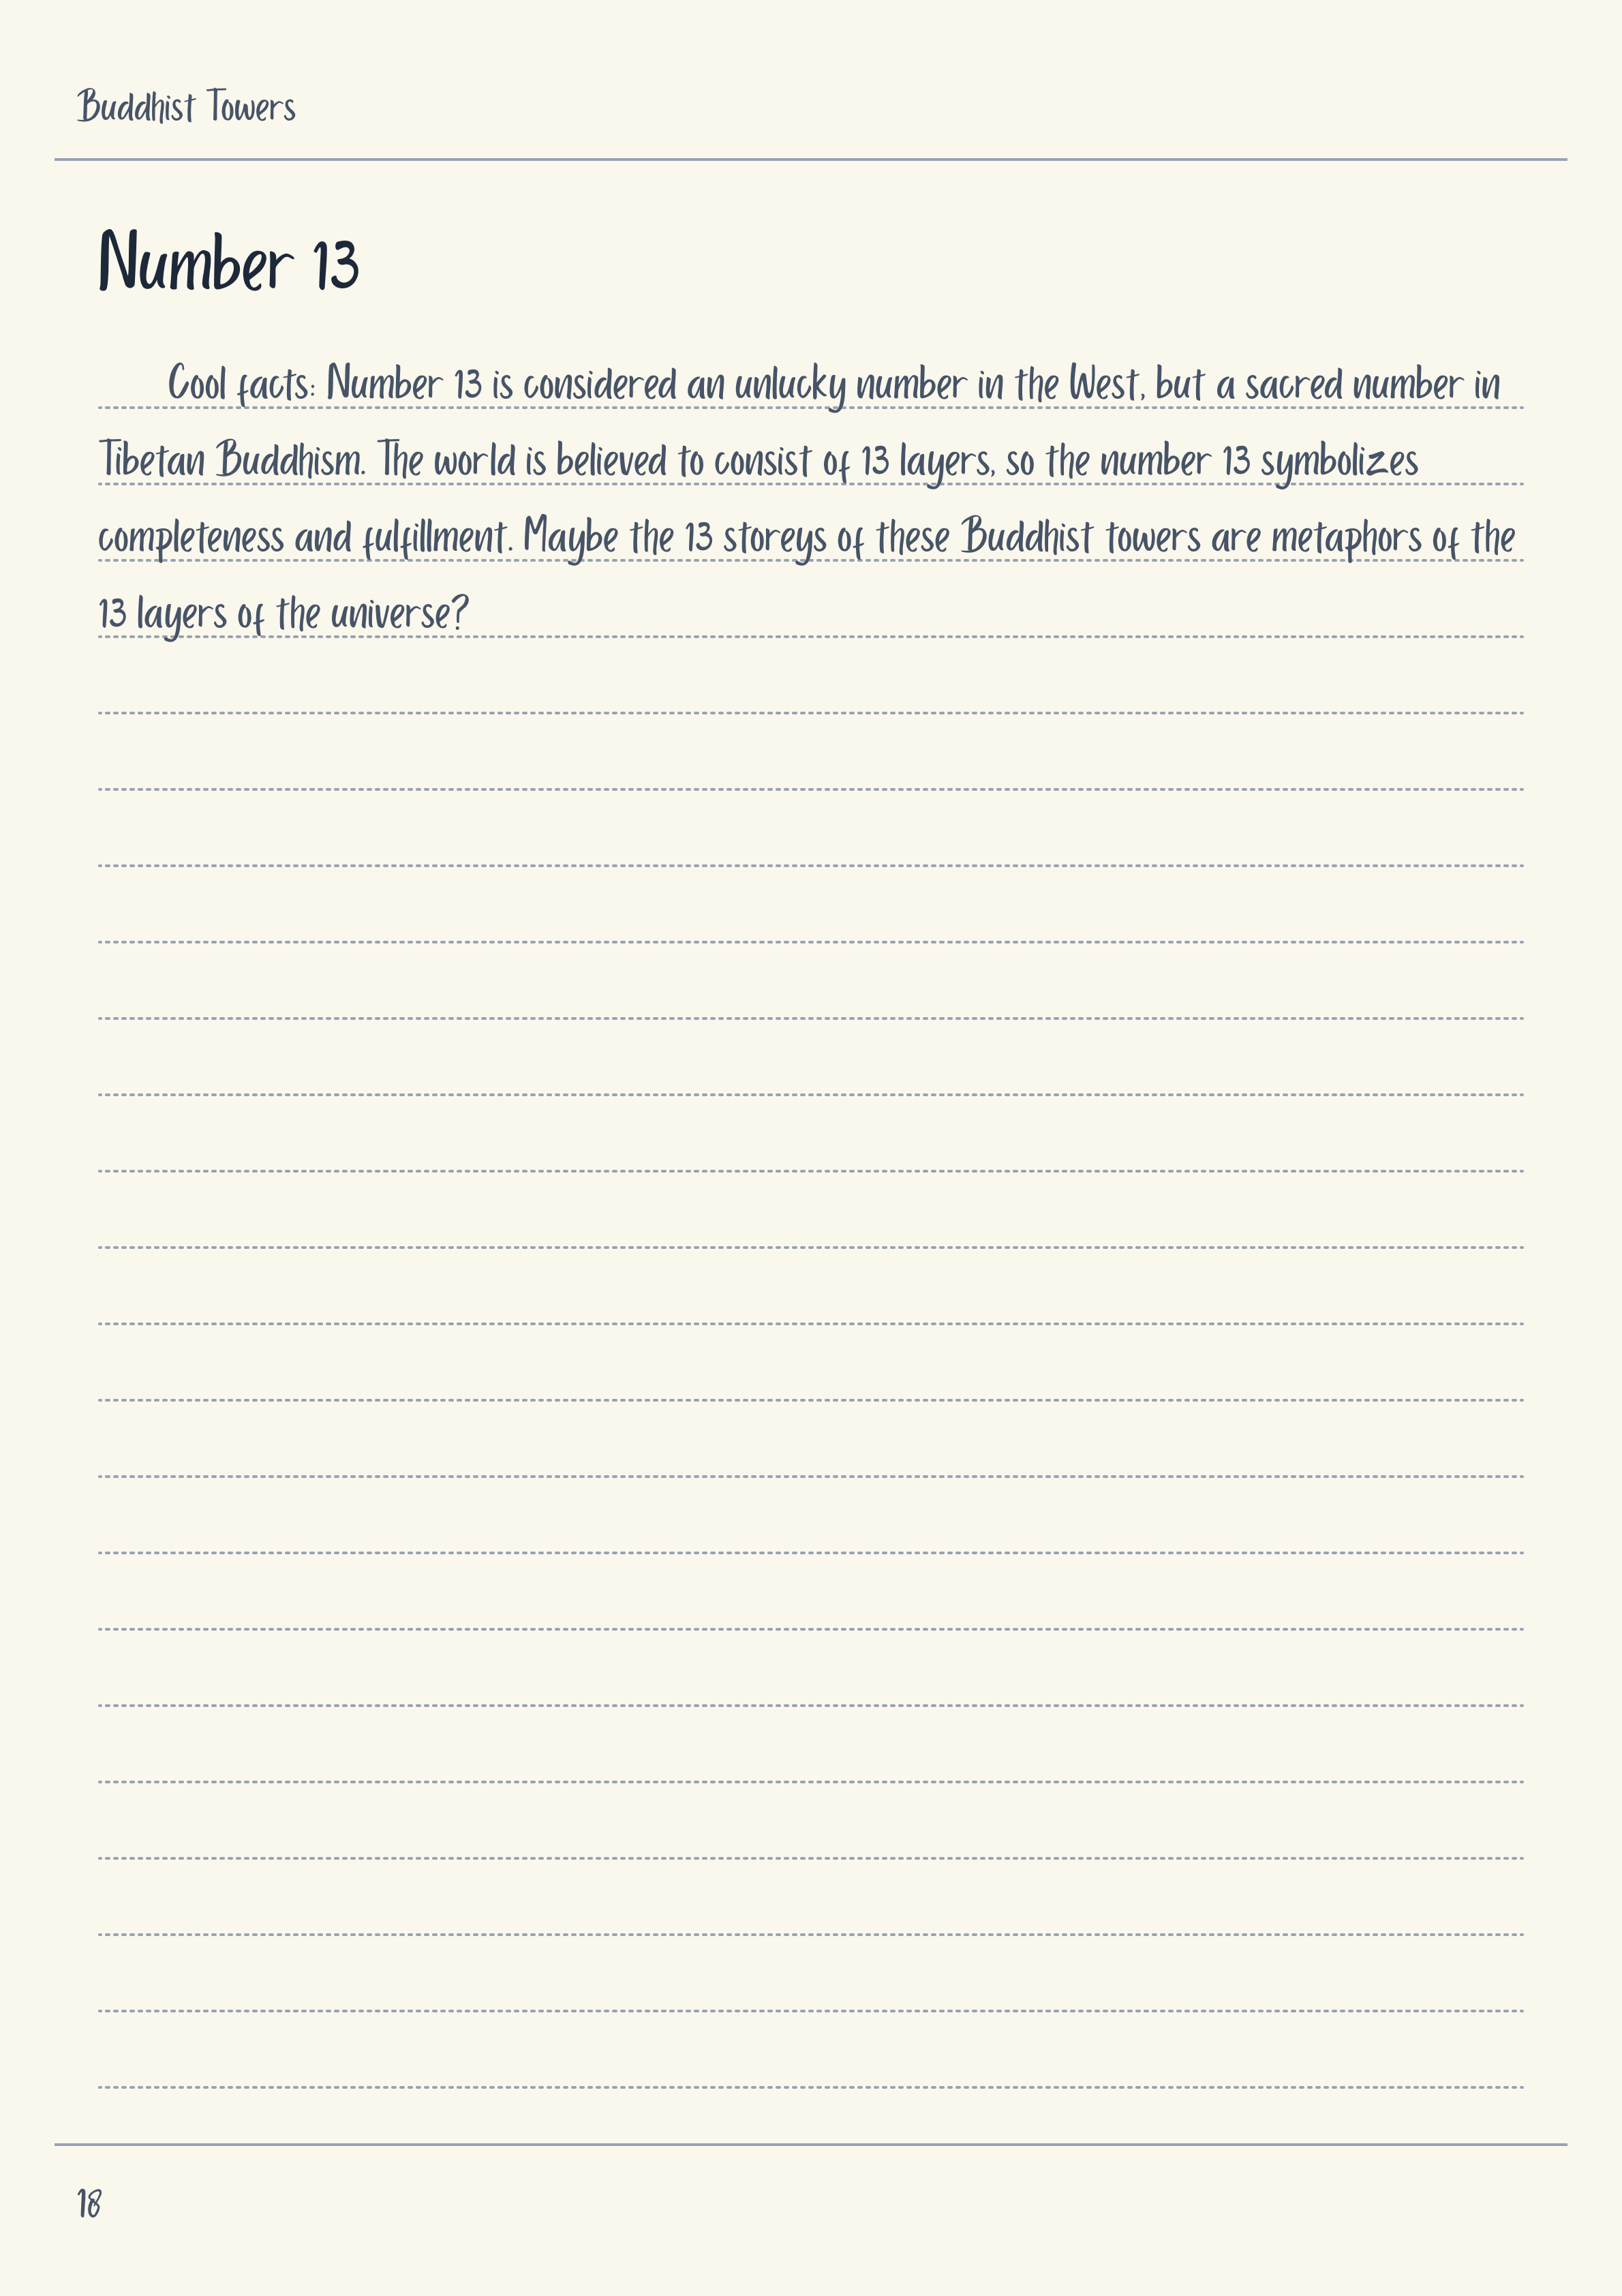 Buddhist Towers
Number 13
Cool facts: Number 13 is considered an unlucky number in the West, but a sacred number in
Tibetan Buddhism. The world is believed to consist of 13 layers, so the number 13 symbolizes
completeness and fulfillment. Maybe the 13 storeys of these Buddhist towers are metaphors of the
13 layers of the universe?
18